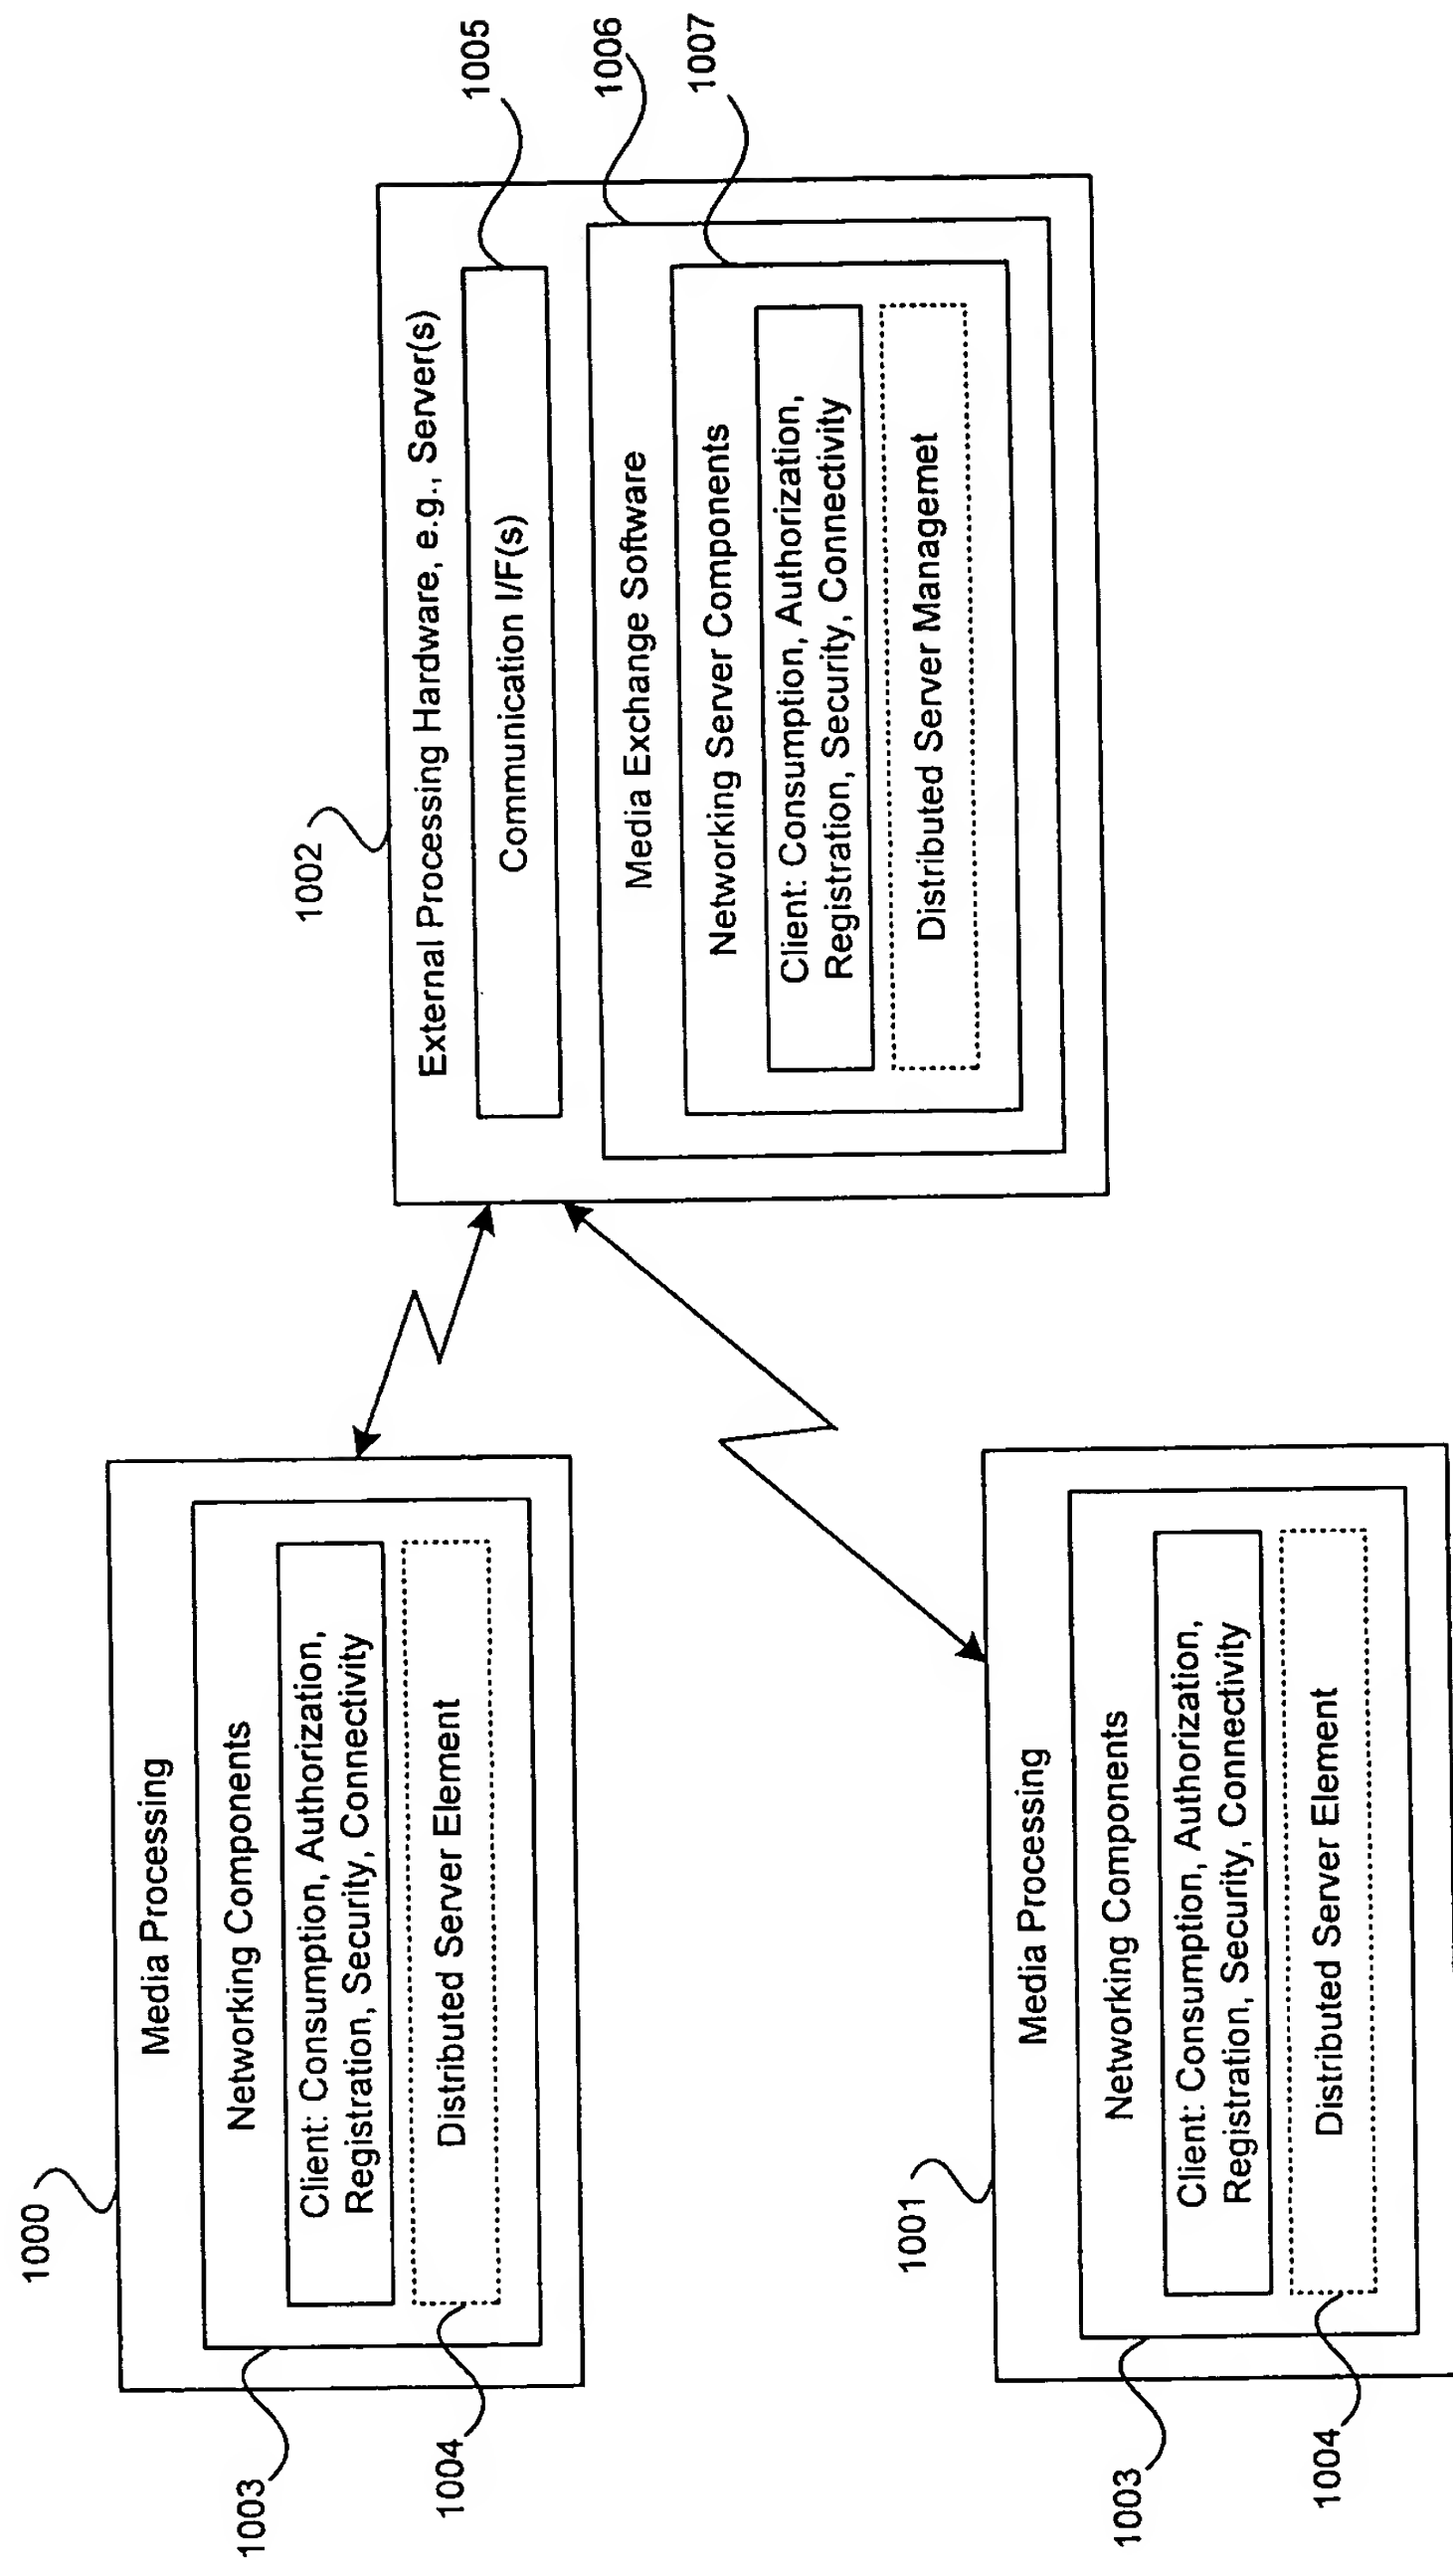 1000
Media Processing
Networking Components
Client: Consumption, Authorization,
Registration, Security, Connectivity
Distributed Server Element
1003
1004
1002
External Processing Hardware, e.g., Server(s)
Communication I/F(s)
Media Exchange Software
Networking Server Components
Client: Consumption, Authorization,
Registration, Security, Connectivity
Distributed Server Managemet
1005
1006
1007
1001
Media Processing
Networking Components
Client: Consumption, Authorization,
Registration, Security, Connectivity
Distributed Server Element
1003
1004